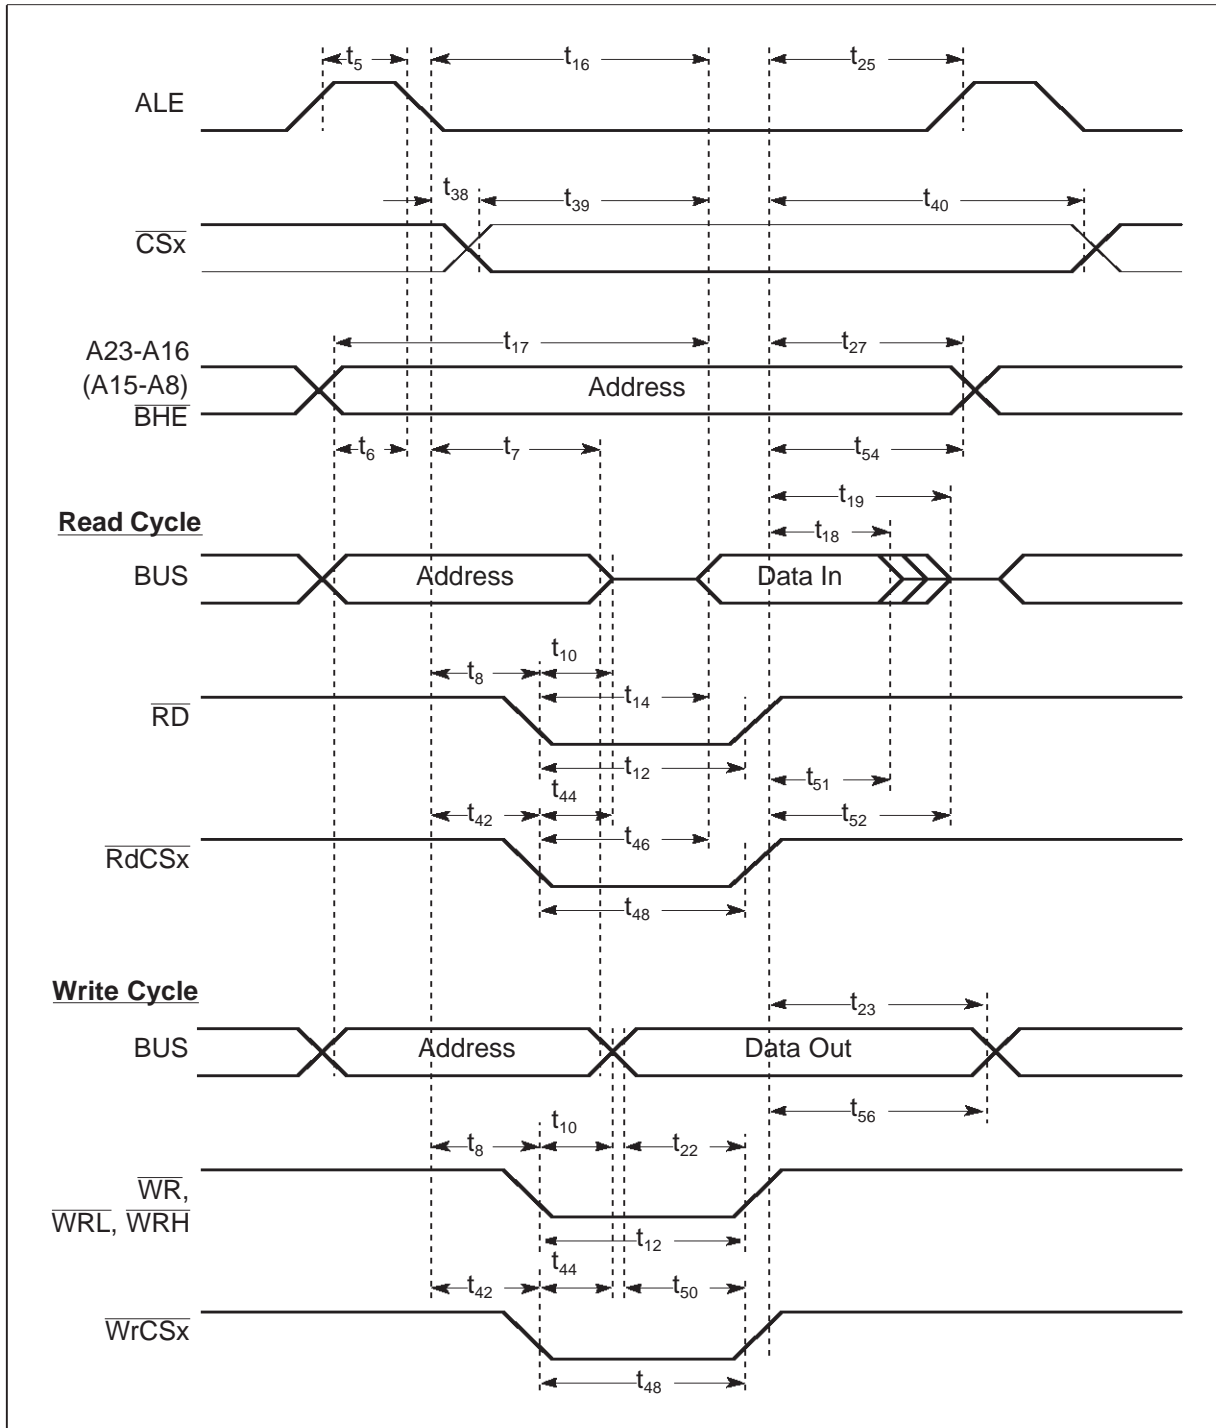 t5 t16 t25
ALE
t38 t39 t40
CSx
t17 t27
A23-A16
(A15-A8)
BHE
Address
t6 t7 t54
t19
Read Cycle
t18
BUS Address Data In
t10
t8
t14
RD
t12 t51
t44
t42 t52
t46
RdCSx
t48
Write Cycle
t23
BUS Address Data Out
t56
t10
t8 t22
WR,
WRL, WRH
t12
t44
t42 t50
WrCSx
t48